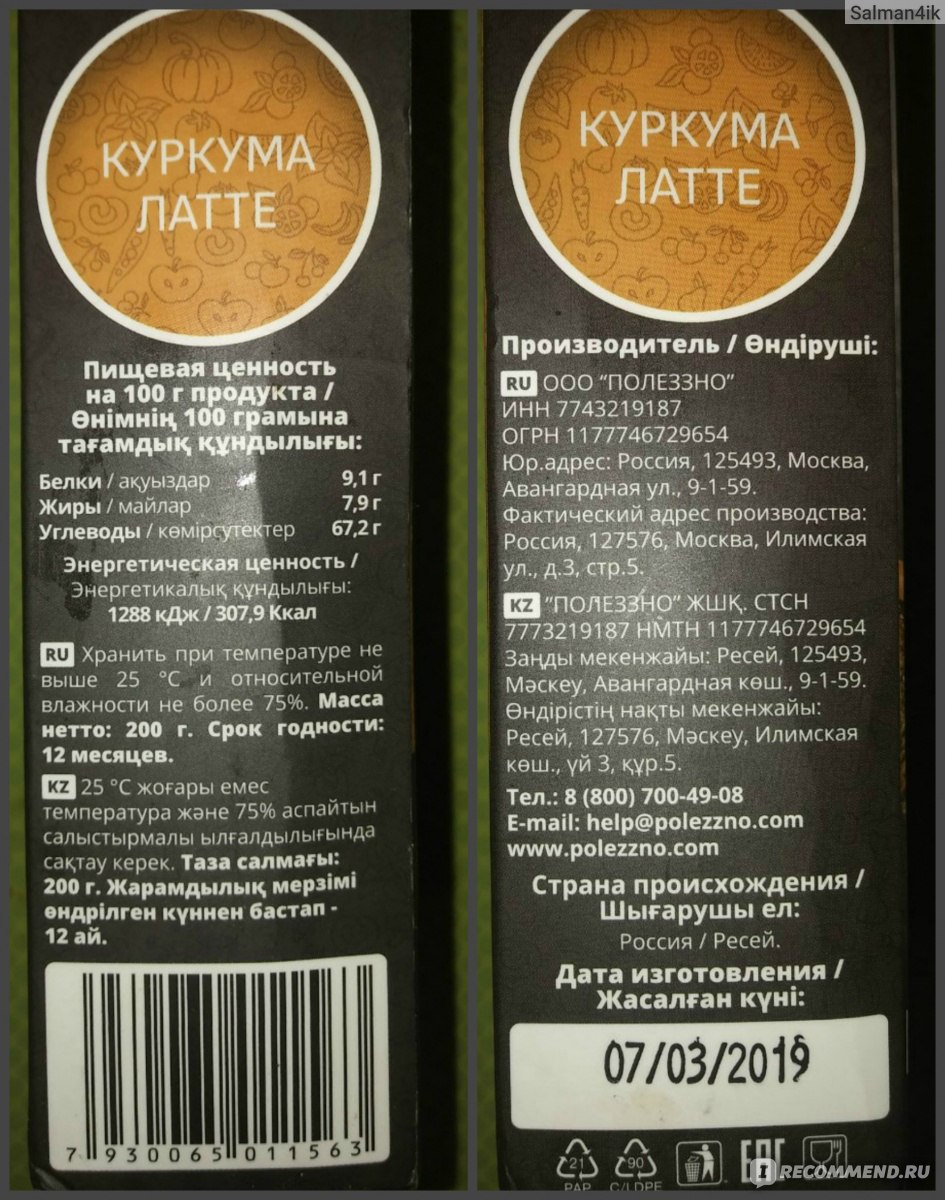 Salman4ik
КУРКУМА
ЛАТТЕ
Пищевая ценность
на 100 г продукта /
Өнімнің 100 грамына
тағамдық құндылығы:
Белки / ақуыздар 9,1 г
Жиры / майлар 7,9 г
Углеводы / көмірсутектер 67,2 г
Энергетическая ценность /
Энергетикалық құндылығы:
1288 кДж / 307,9 Ккал
RU Хранить при температуре не
выше 25 °C и относительной
влажности не более 75%. Масса
нетто: 200 г. Срок годности:
12 месяцев.
KZ 25 °C жоғары емес
температура және 75% аспайтын
салыстырмалы ылғалдылығында
сақтау керек. Таза салмағы:
200 г. Жарамдылық мерзімі
өндрілген күннен бастап -
12 ай.
7 930065 011563
КУРКУМА
ЛАТТЕ
Производитель / Өндіруші:
RU ООО "ПОЛЕЗЗНО"
ИНН 7743219187
ОГРН 1177746729654
Юр.адрес: Россия, 125493, Москва,
Авангардная ул., 9-1-59.
Фактический адрес производства:
Россия, 127576, Москва, Илимская
ул., д.3, стр.5.
KZ "ПОЛЕЗЗНО" ЖШҚ. СТСН
7773219187 НМТН 1177746729654
Заңды мекенжайы: Ресей, 125493,
Мәскеу, Авангардная көш., 9-1-59.
Өндірістің нақты мекенжайы:
Ресей, 127576, Мәскеу, Илимская
көш., үй 3, құр.5.
Тел.: 8 (800) 700-49-08
E-mail: help@polezzno.com
www.polezzno.com
Страна происхождения /
Шығарушы ел:
Россия / Ресей.
Дата изготовления /
Жасалған күні:
07/03/2019
21 90 EAC
PAP C/LDPE
IRECOMMEND.RU